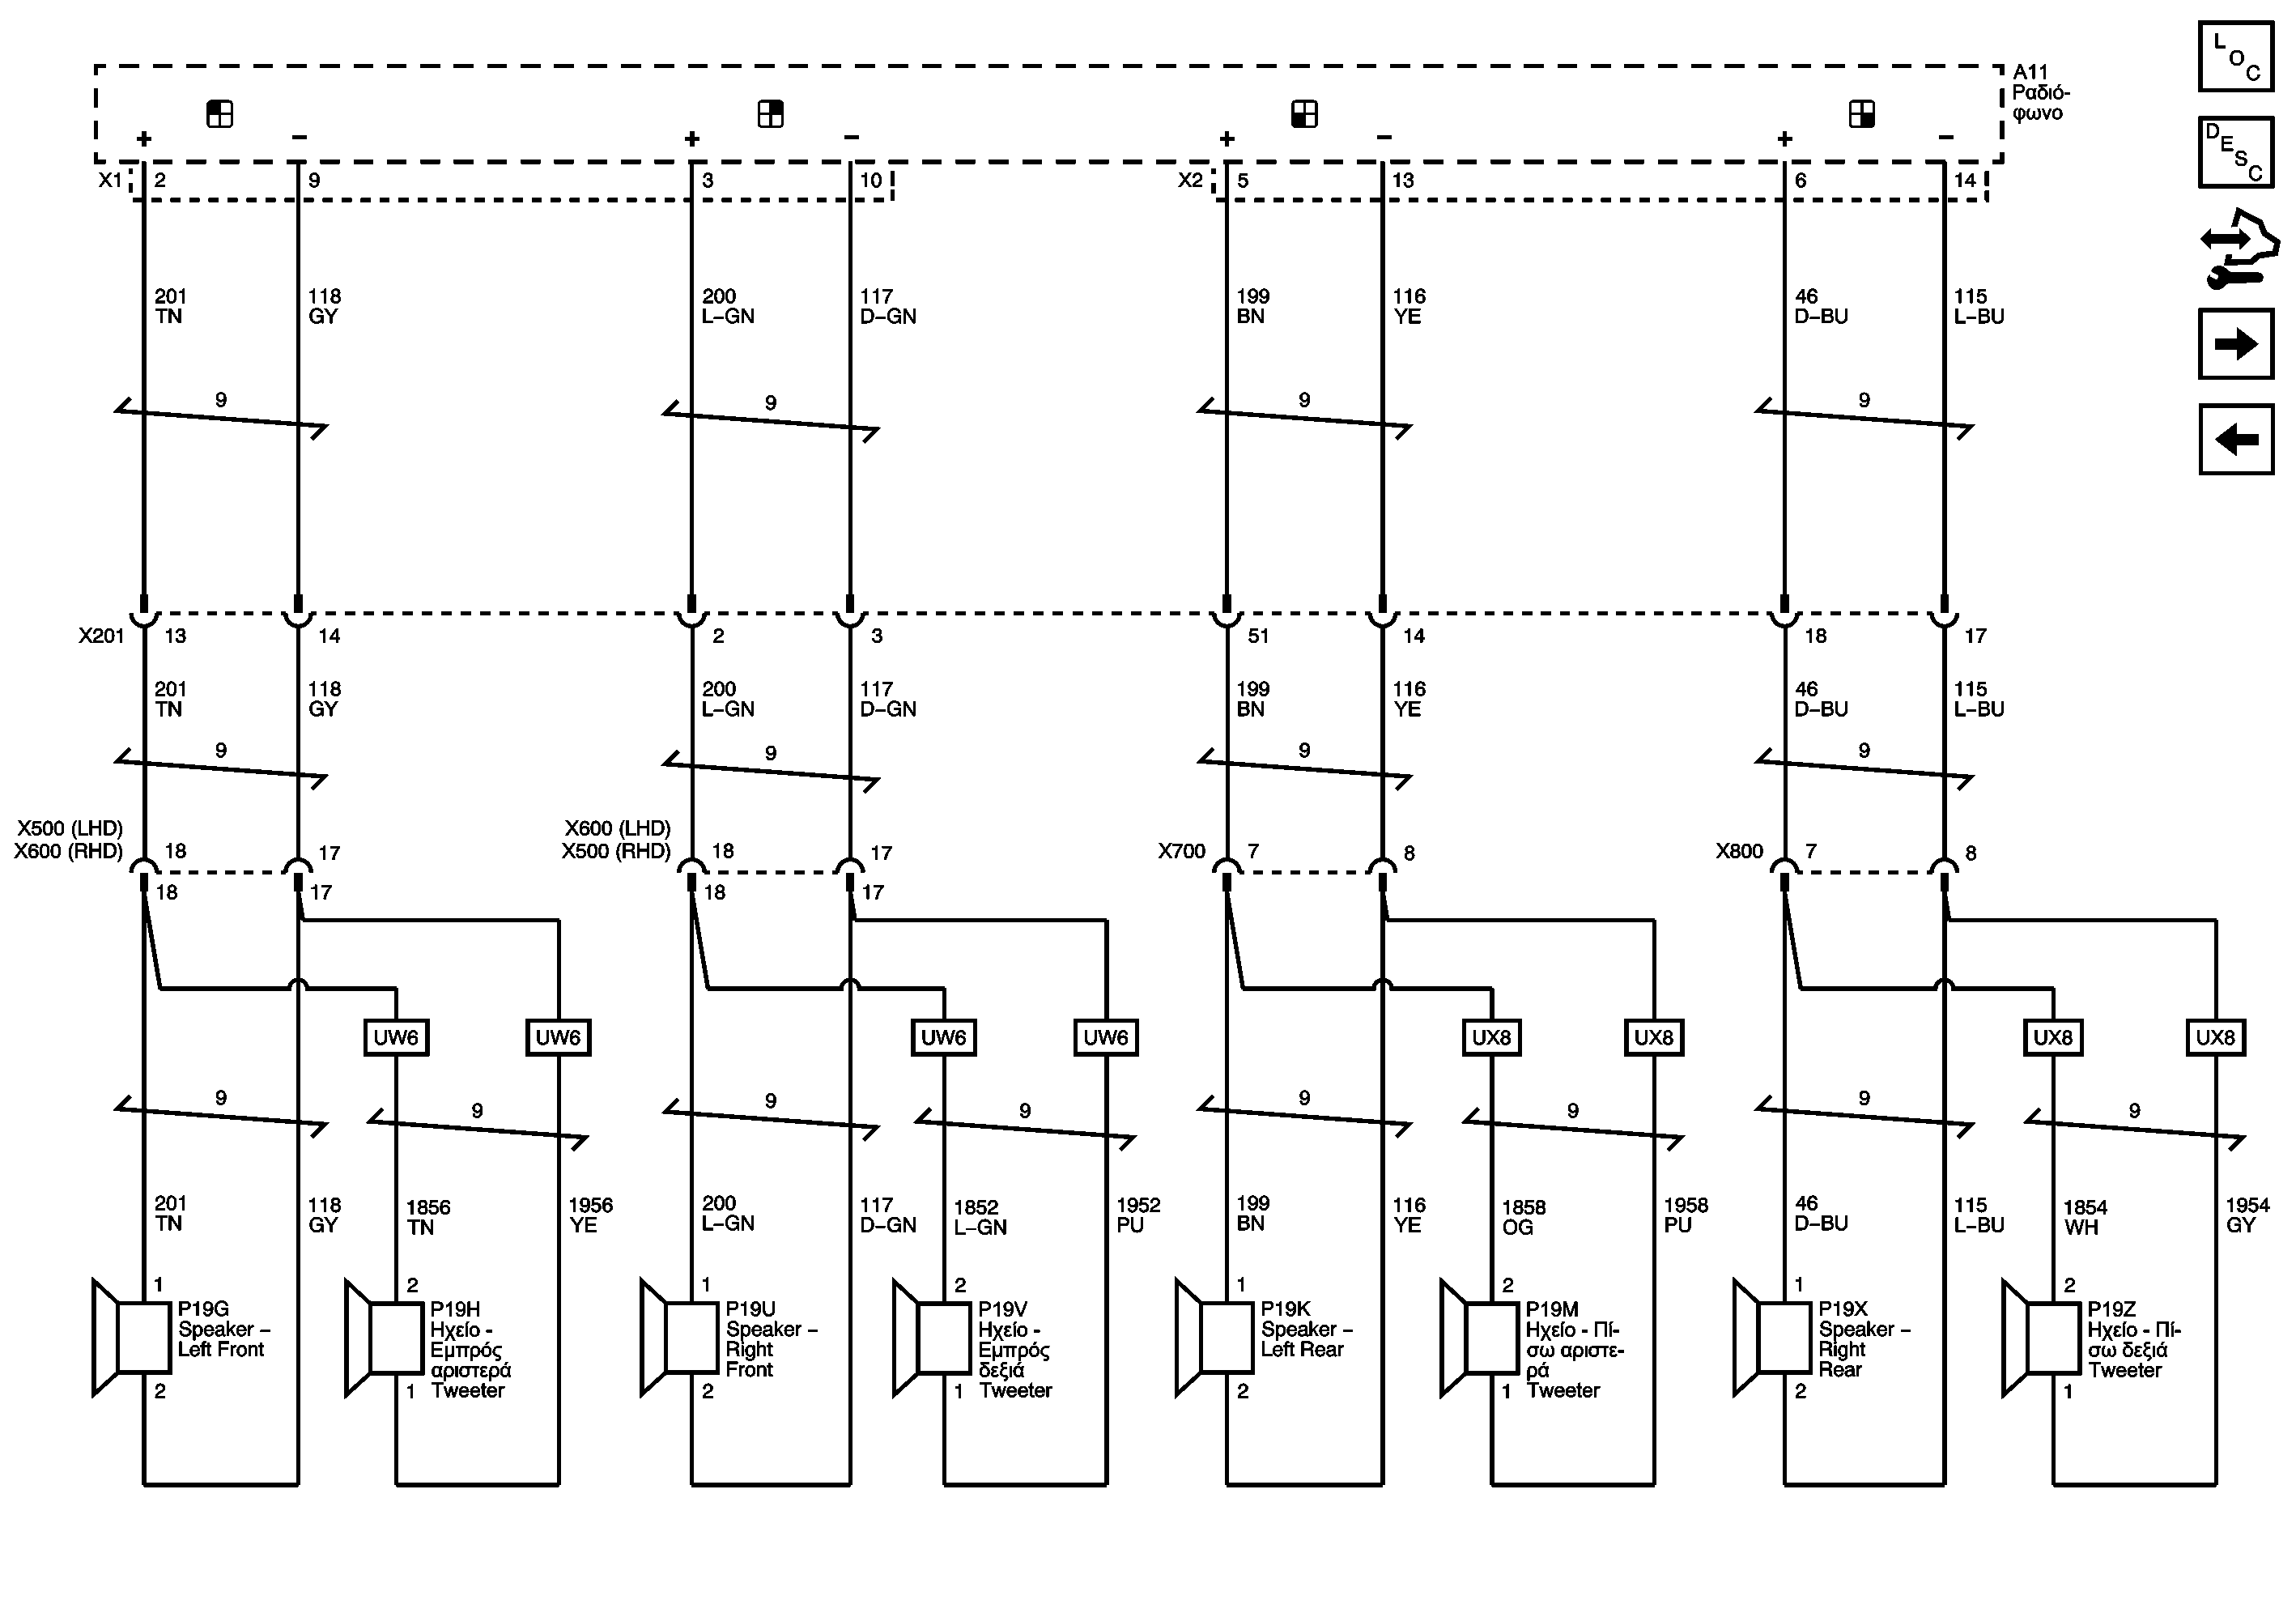 L
O
C
A11
Ραδιό-
φωνο
+ − + − + − + −
D
E
S
C
X1 2 9 3 10 X2 5 13 6 14
201 118 200 117 199 116 46 115
TN GY L–GN D–GN BN YE D–BU L–BU
9 9 9 9
X201 13 14 2 3 51 14 18 17
201 118 200 117 199 116 46 115
TN GY L–GN D–GN BN YE D–BU L–BU
9 9 9 9
X500 (LHD) X600 (LHD)
X600 (RHD) 18 17 X500 (RHD) 18 17 X700 7 8 X800 7 8
18 17 18 17
UW6 UW6 UW6 UW6 UX8 UX8 UX8 UX8
9 9 9 9 9 9 9 9
201 118 1856 1956 200 117 1852 1952 199 116 1858 1958 46 115 1854 1954
TN GY TN YE L–GN D–GN L–GN PU BN YE OG PU D–BU L–BU WH GY
1 2 1 2 1 2 1 2
P19G
Speaker –
Left Front
P19H
Ηχείο -
Εμπρός
αριστερά
Tweeter
P19U
Speaker –
Right
Front
P19V
Ηχείο -
Εμπρός
δεξιά
Tweeter
P19K
Speaker –
Left Rear
P19M
Ηχείο - Πί-
σω αριστε-
ρά
Tweeter
P19X
Speaker –
Right
Rear
P19Z
Ηχείο - Πί-
σω δεξιά
Tweeter
2 1 2 1 2 1 2 1